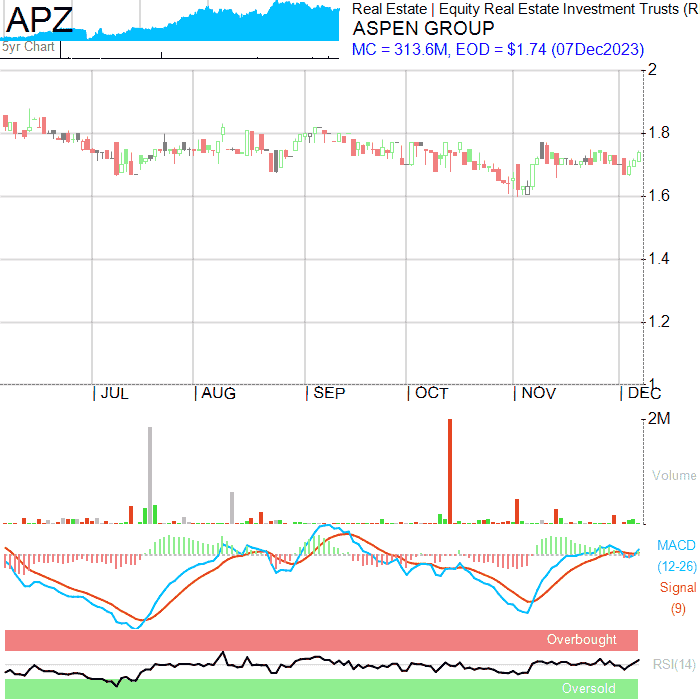 APZ
5yr Chart
Real Estate | Equity Real Estate Investment Trusts (R
ASPEN GROUP
MC = 313.6M, EOD = $1.74 (07Dec2023)
2
1.8
1.6
1.4
1.2
1
JUL AUG SEP OCT NOV DEC
2M
Volume
MACD
(12-26)
Signal
(9)
Overbought
RSI(14)
Oversold